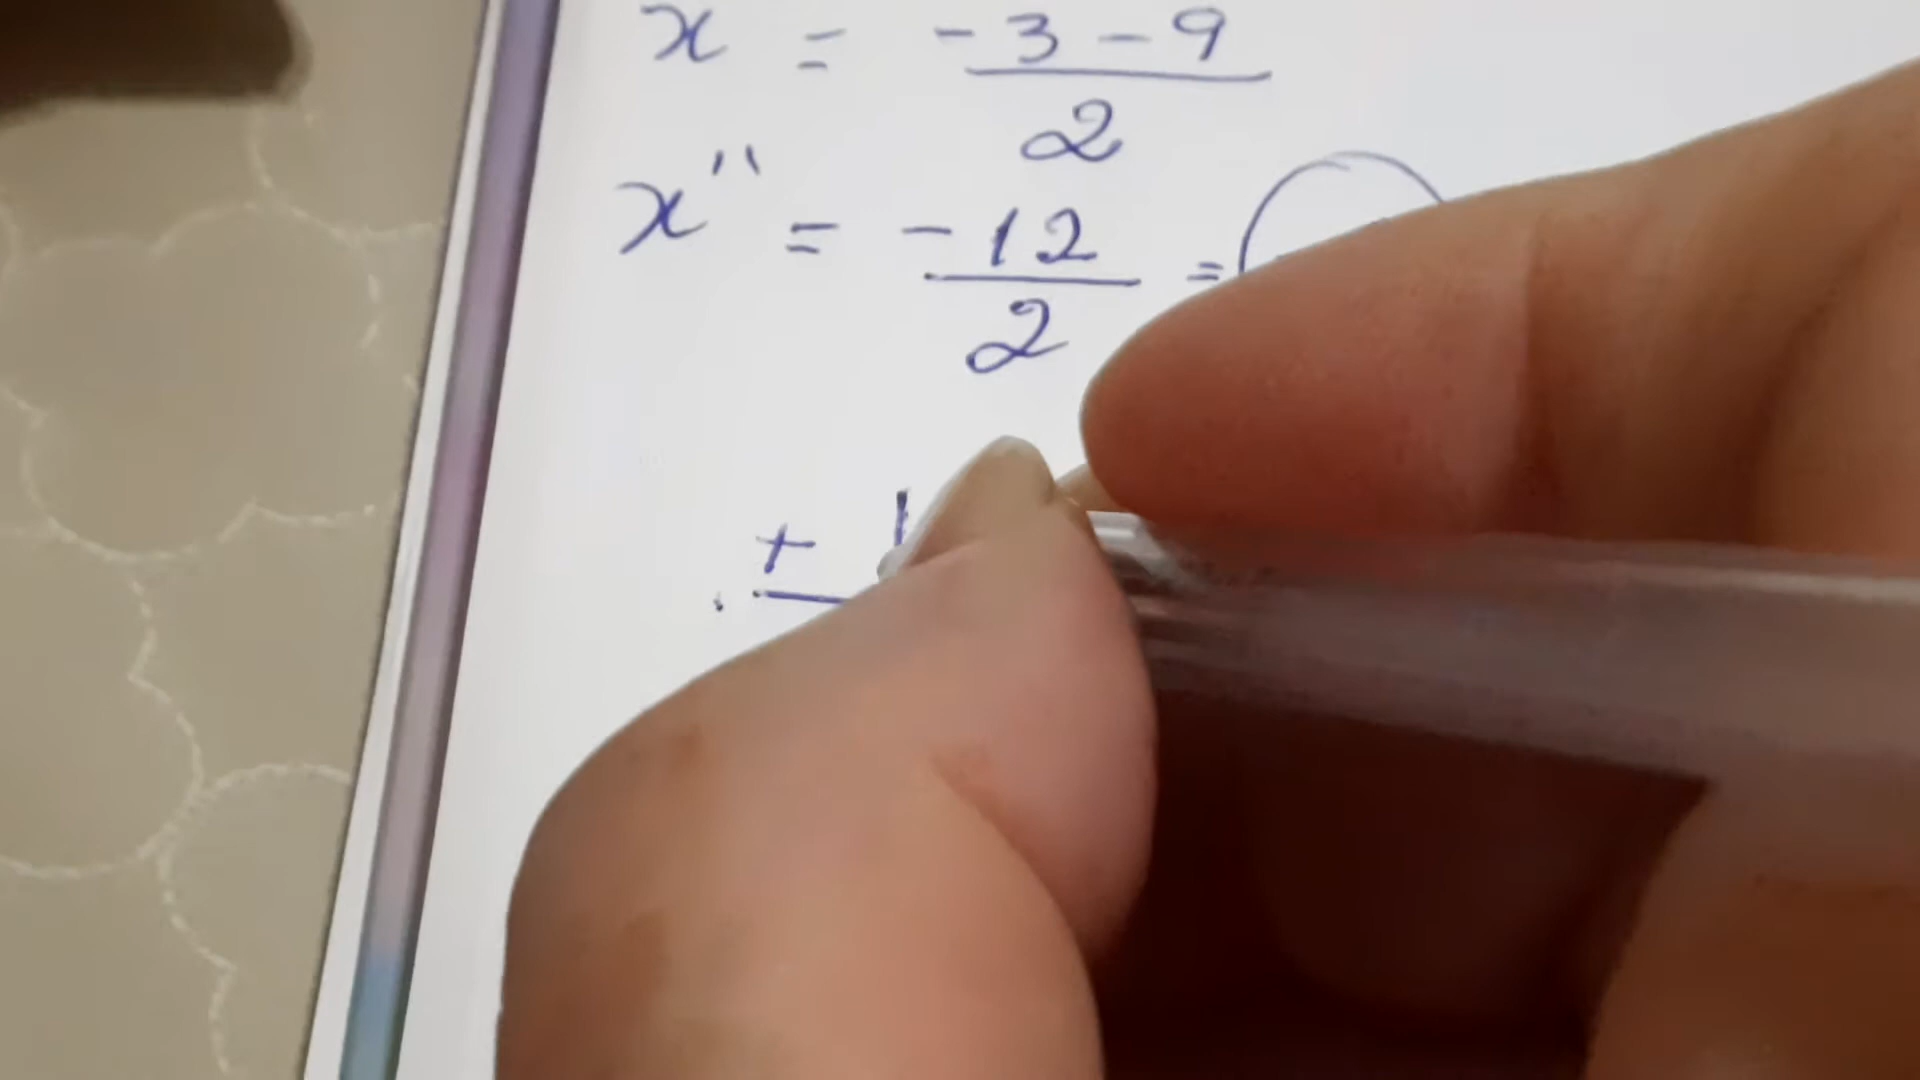 x = -3-9
2
x'' = -12 =
2
+